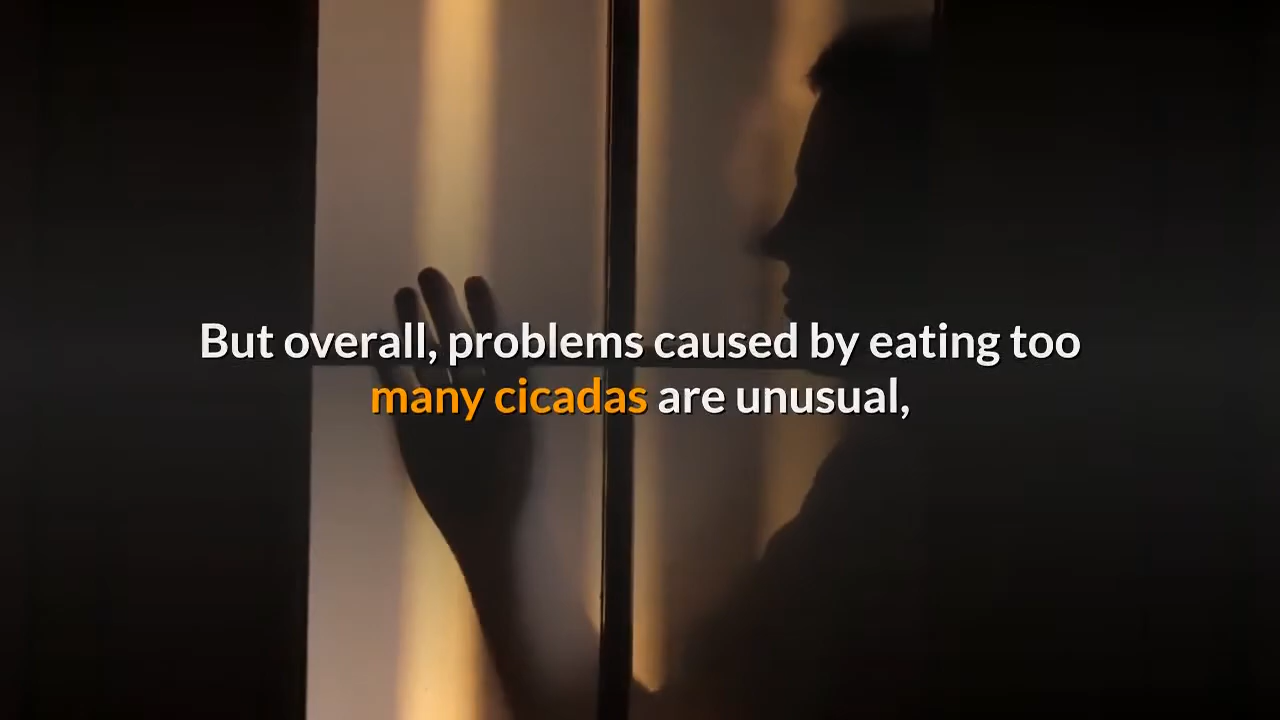 But overall, problems caused by eating too
many cicadas are unusual,